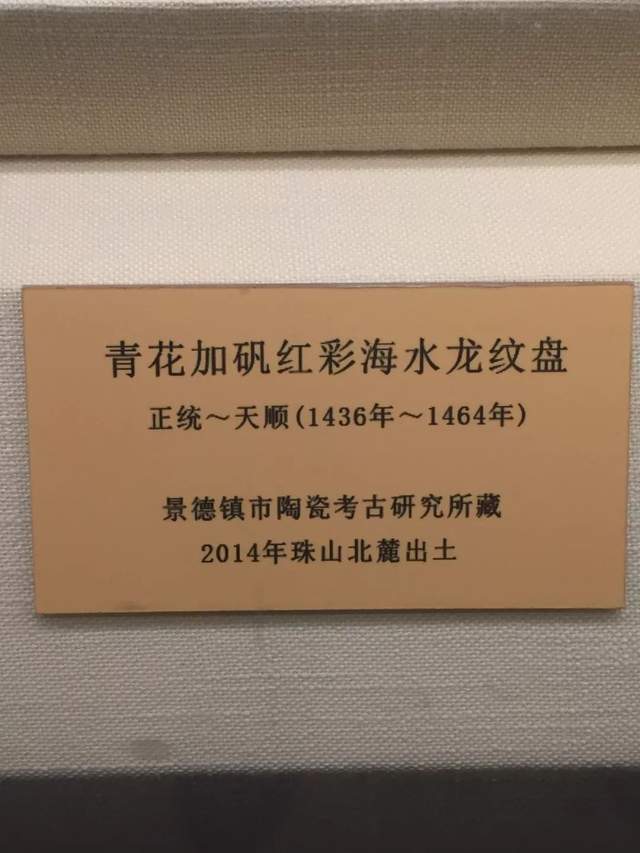 青花加矾红彩海水龙纹盘
正统～天顺(1436年～1464年)
景德镇市陶瓷考古研究所藏
2014年珠山北麓出土